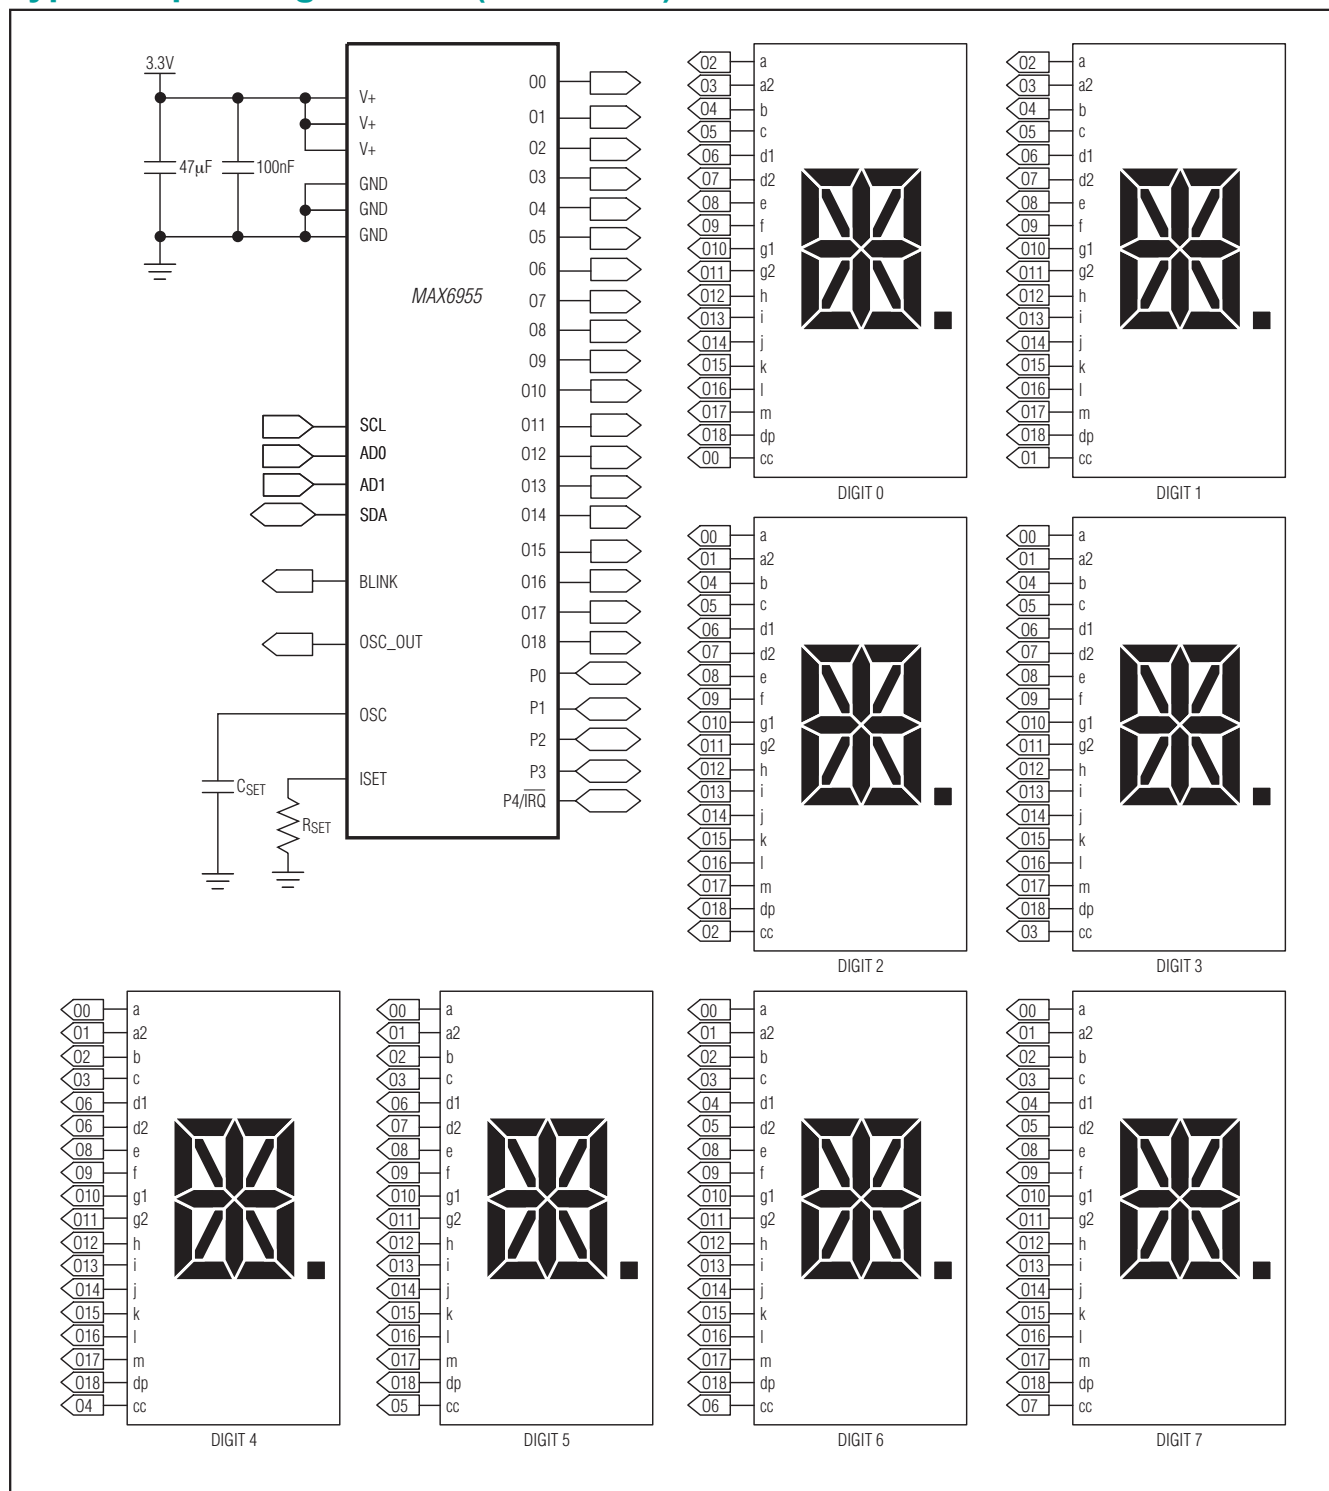 3.3V
47µF
100nF
V+
V+
V+
GND
GND
GND
MAX6955
SCL
AD0
AD1
SDA
BLINK
OSC_OUT
OSC
ISET
CSET
RSET
O0
O1
O2
O3
O4
O5
O6
O7
O8
O9
O10
O11
O12
O13
O14
O15
O16
O17
O18
P0
P1
P2
P3
P4/IRQ
O2 a
O3 a2
O4 b
O5 c
O6 d1
O7 d2
O8 e
O9 f
O10 g1
O11 g2
O12 h
O13 i
O14 j
O15 k
O16 l
O17 m
O18 dp
O0 cc
DIGIT 0
O2 a
O3 a2
O4 b
O5 c
O6 d1
O7 d2
O8 e
O9 f
O10 g1
O11 g2
O12 h
O13 i
O14 j
O15 k
O16 l
O17 m
O18 dp
O1 cc
DIGIT 1
O0 a
O1 a2
O4 b
O5 c
O6 d1
O7 d2
O8 e
O9 f
O10 g1
O11 g2
O12 h
O13 i
O14 j
O15 k
O16 l
O17 m
O18 dp
O2 cc
DIGIT 2
O0 a
O1 a2
O4 b
O5 c
O6 d1
O7 d2
O8 e
O9 f
O10 g1
O11 g2
O12 h
O13 i
O14 j
O15 k
O16 l
O17 m
O18 dp
O3 cc
DIGIT 3
O0 a
O1 a2
O2 b
O3 c
O6 d1
O6 d2
O8 e
O9 f
O10 g1
O11 g2
O12 h
O13 i
O14 j
O15 k
O16 l
O17 m
O18 dp
O4 cc
DIGIT 4
O0 a
O1 a2
O2 b
O3 c
O6 d1
O7 d2
O8 e
O9 f
O10 g1
O11 g2
O12 h
O13 i
O14 j
O15 k
O16 l
O17 m
O18 dp
O5 cc
DIGIT 5
O0 a
O1 a2
O2 b
O3 c
O4 d1
O5 d2
O8 e
O9 f
O10 g1
O11 g2
O12 h
O13 i
O14 j
O15 k
O16 l
O17 m
O18 dp
O6 cc
DIGIT 6
O0 a
O1 a2
O2 b
O3 c
O4 d1
O5 d2
O8 e
O9 f
O10 g1
O11 g2
O12 h
O13 i
O14 j
O15 k
O16 l
O17 m
O18 dp
O7 cc
DIGIT 7